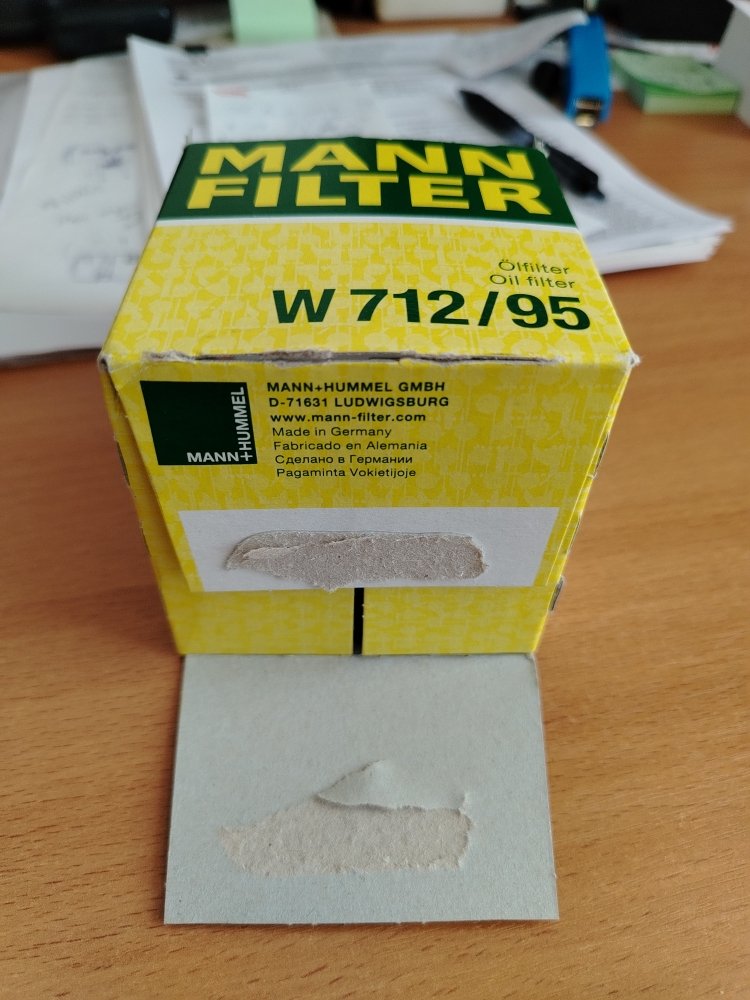 MANN
FILTER
Ölfilter
Oil filter
W 712/95
MANN+HUMMEL
MANN+HUMMEL GMBH
D-71631 LUDWIGSBURG
www.mann-filter.com
Made in Germany
Fabricado en Alemania
Сделано в Германии
Pagaminta Vokietijoje